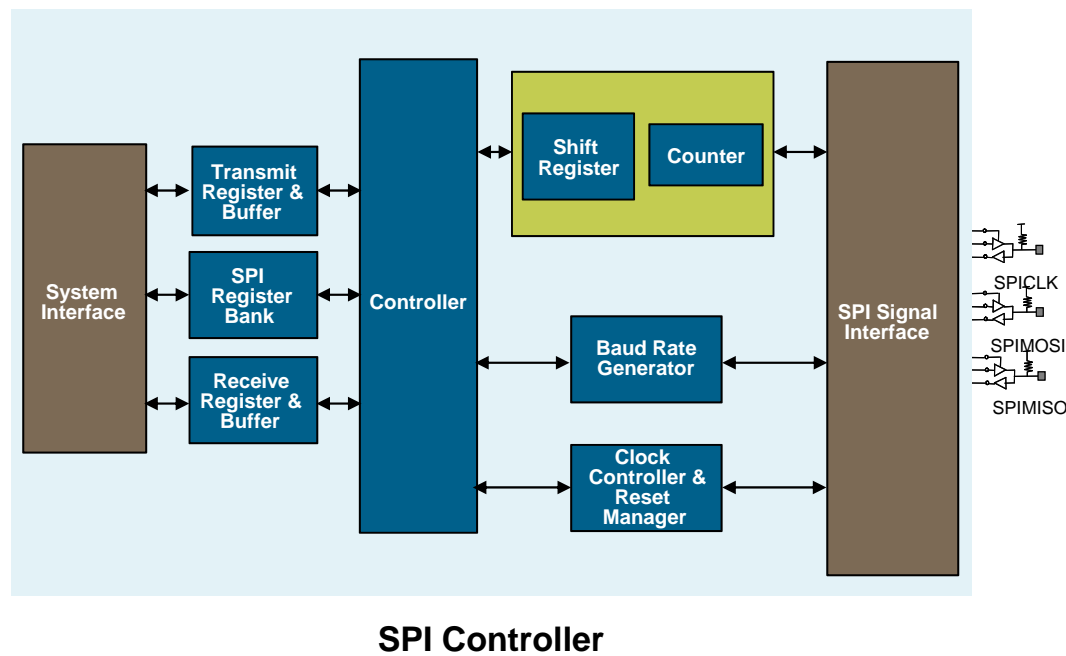 System
Interface
Transmit
Register &
Buffer
SPI
Register
Bank
Receive
Register &
Buffer
Controller
Shift
Register
Counter
Baud Rate
Generator
Clock
Controller &
Reset
Manager
SPI Signal
Interface
SPICLK
SPIMOSI
SPIMISO
SPI Controller